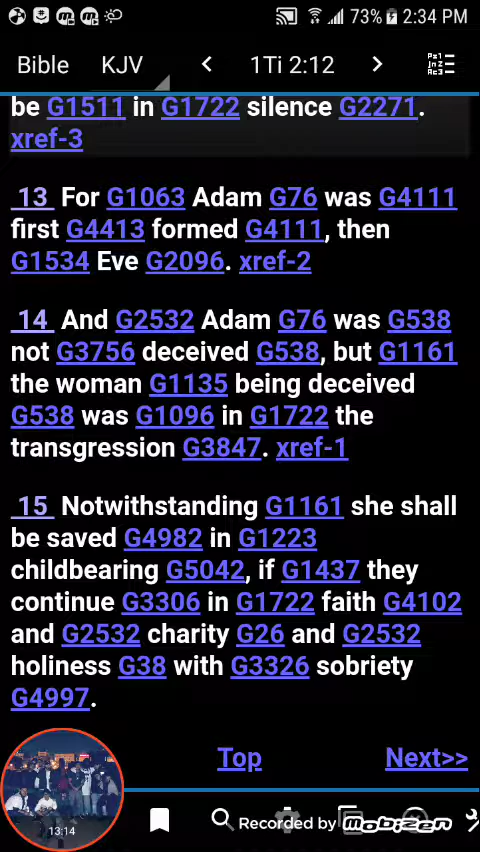 73% 2:34 PM
Bible KJV < 1Ti 2:12 >
be G1511 in G1722 silence G2271.
xref-3
13 For G1063 Adam G76 was G4111
first G4413 formed G4111, then
G1534 Eve G2096. xref-2
14 And G2532 Adam G76 was G538
not G3756 deceived G538, but G1161
the woman G1135 being deceived
G538 was G1096 in G1722 the
transgression G3847. xref-1
15 Notwithstanding G1161 she shall
be saved G4982 in G1223
childbearing G5042, if G1437 they
continue G3306 in G1722 faith G4102
and G2532 charity G26 and G2532
holiness G38 with G3326 sobriety
G4997.
Top Next>>
13:14
Recorded by mobizen